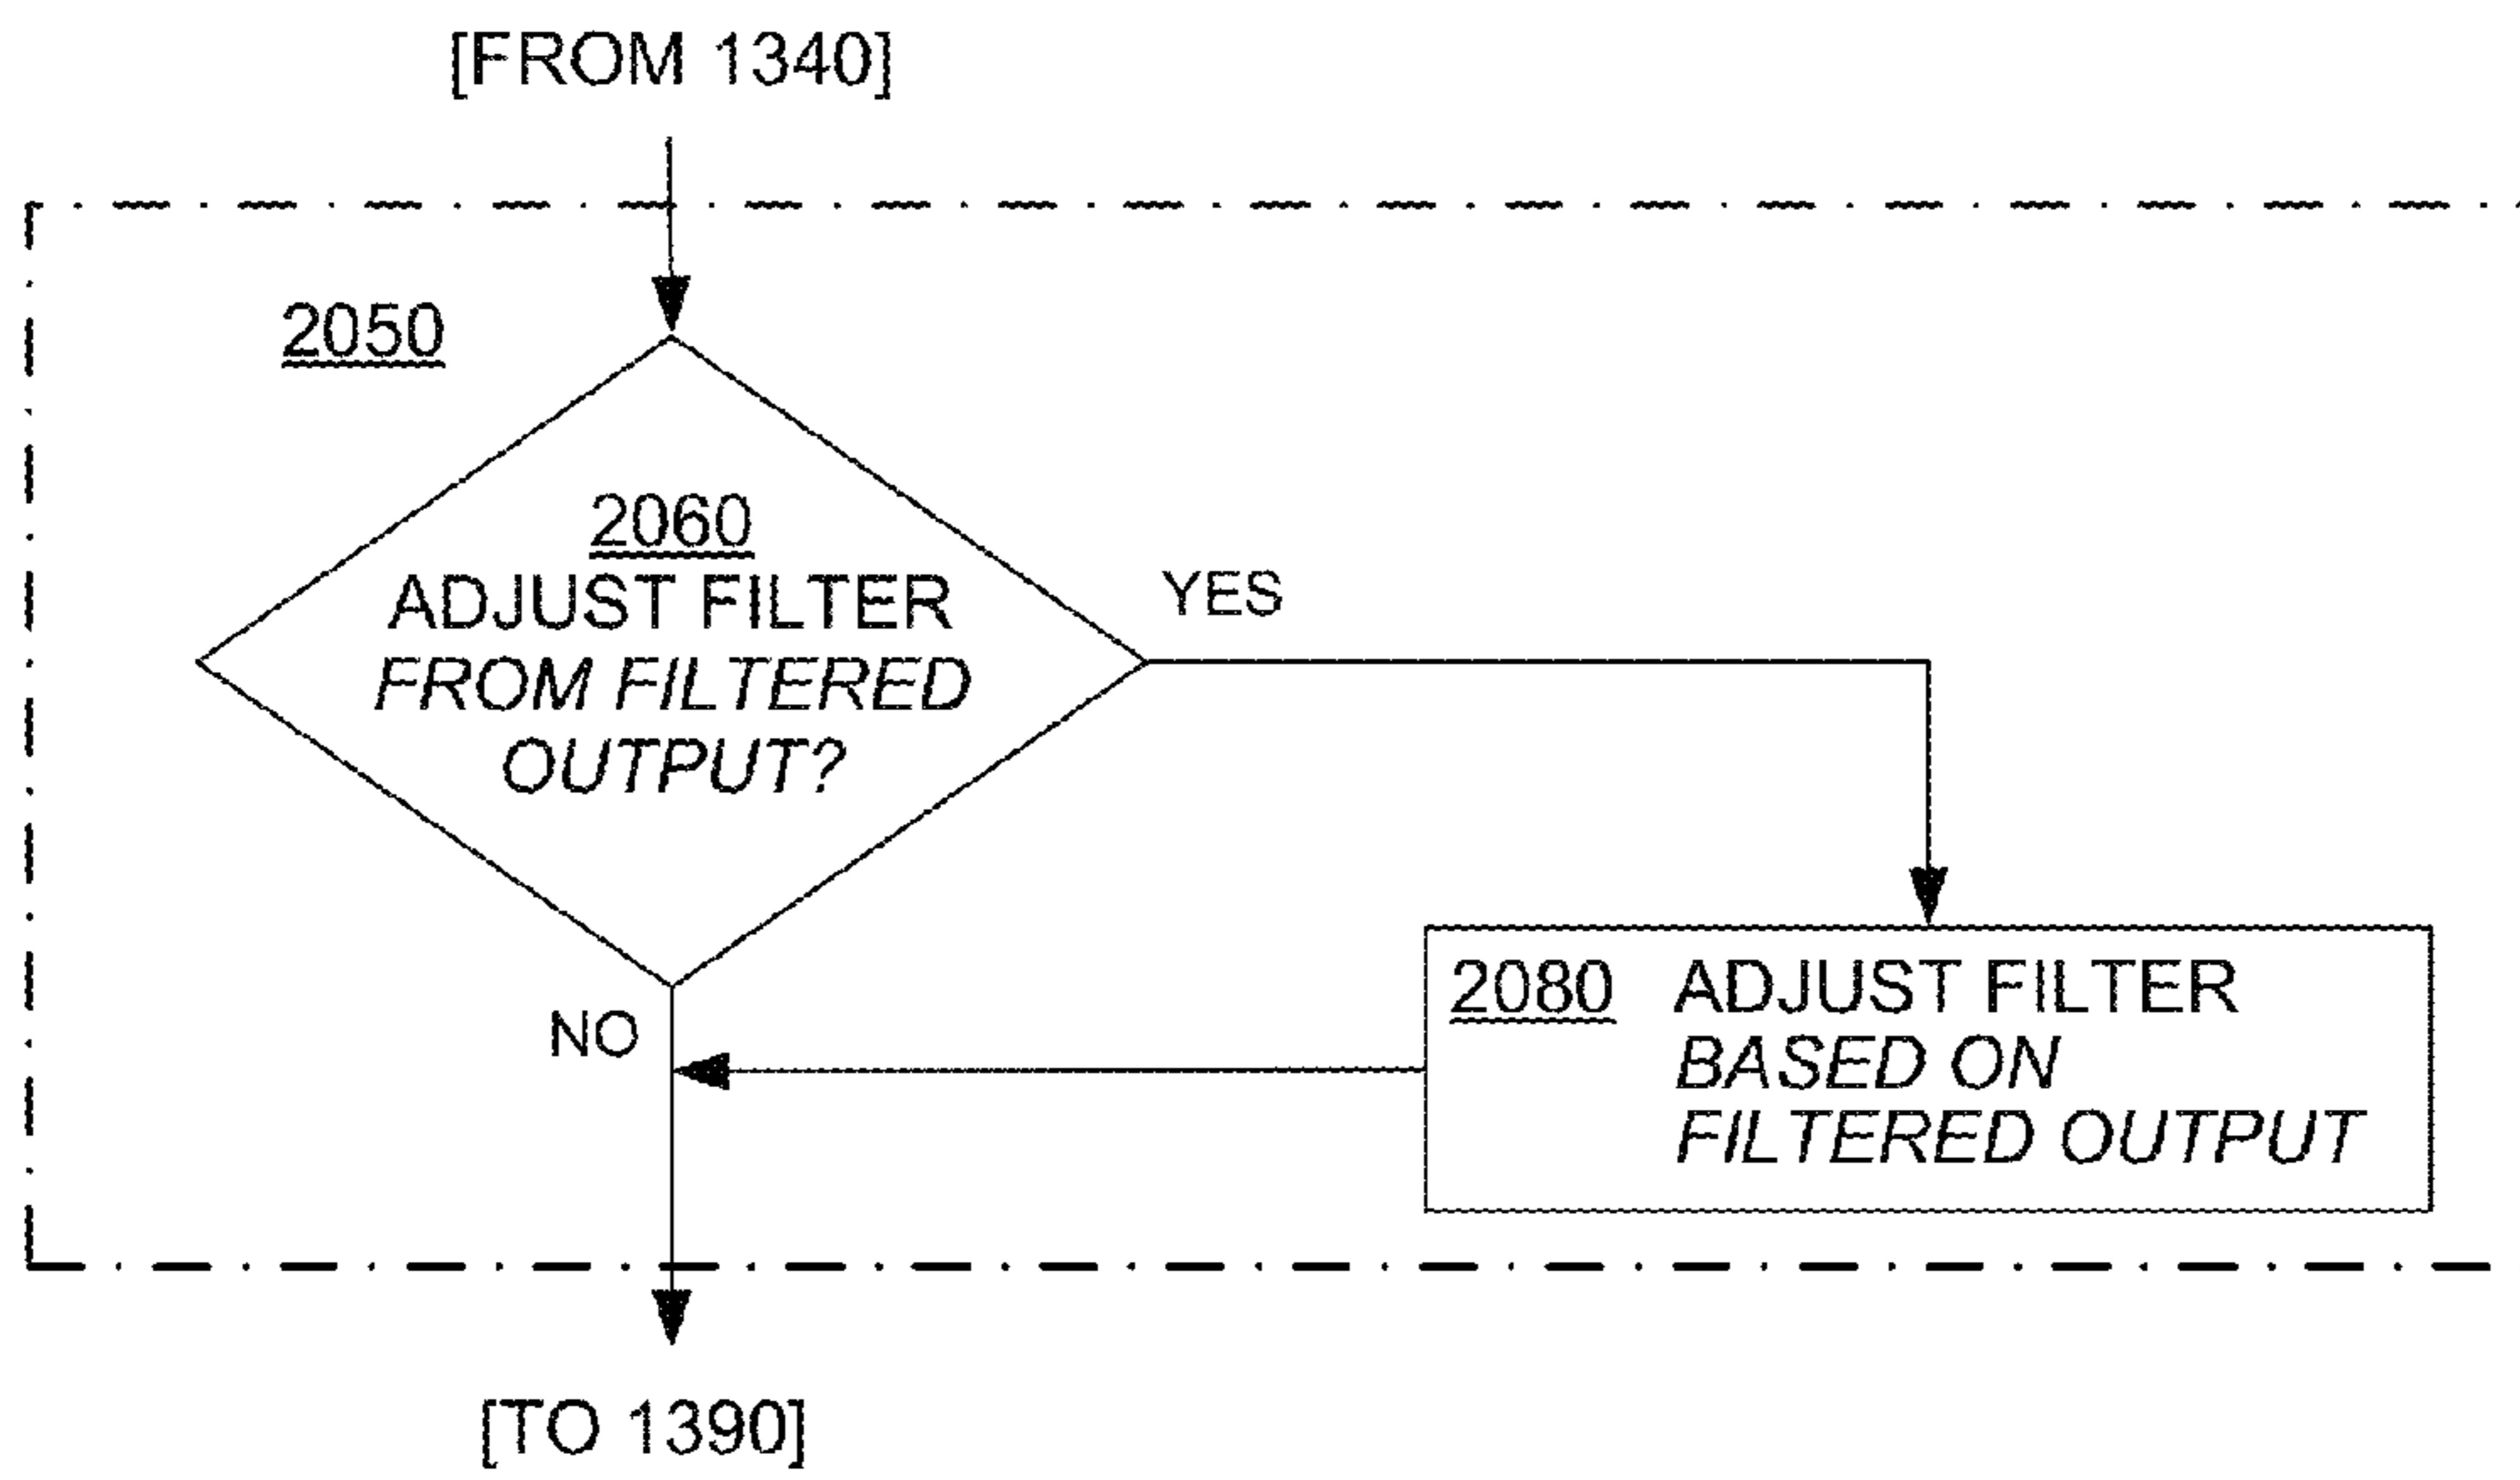 [FROM 1340]
2050
2060
ADJUST FILTER
FROM FILTERED
OUTPUT?
YES
NO
2080 ADJUST FILTER
BASED ON
FILTERED OUTPUT
[TO 1390]